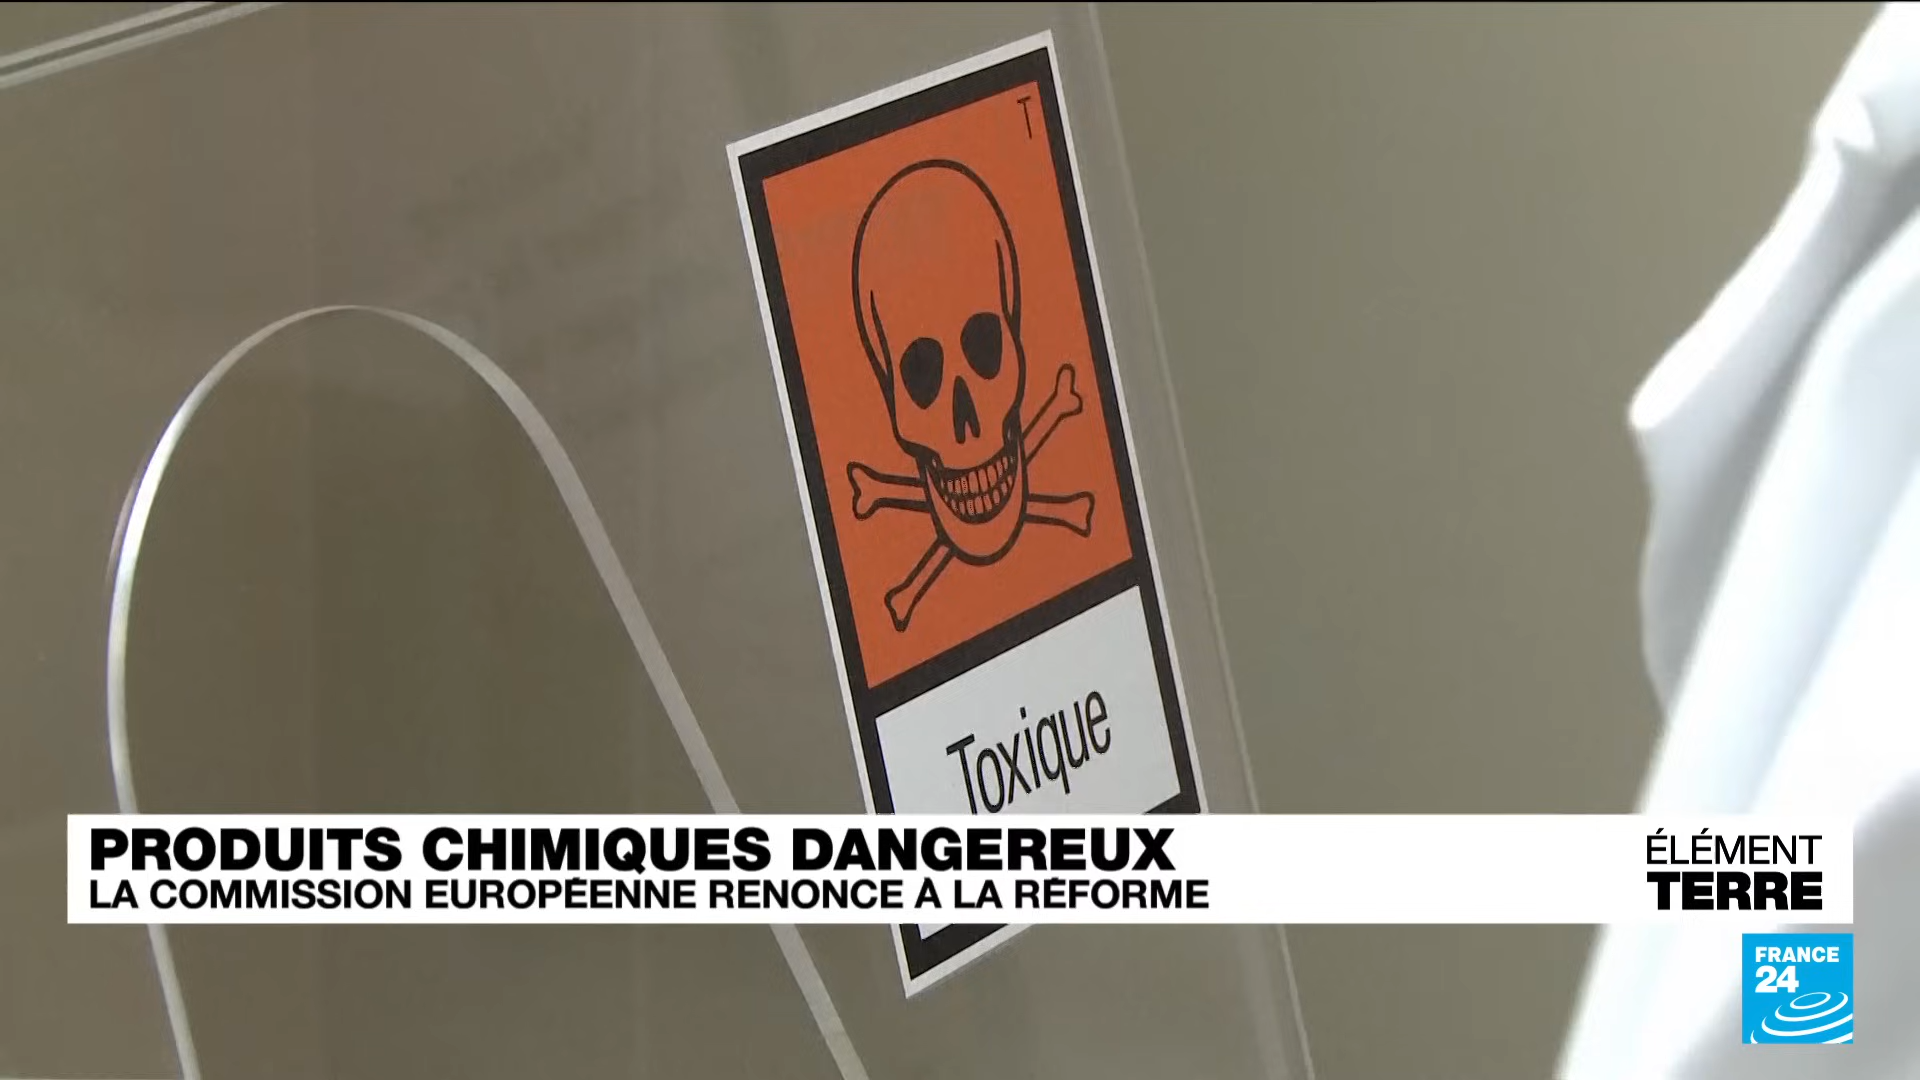 T
Toxique
PRODUITS CHIMIQUES DANGEREUX
LA COMMISSION EUROPÉENNE RENONCE À LA RÉFORME
ÉLÉMENT
TERRE
FRANCE
24